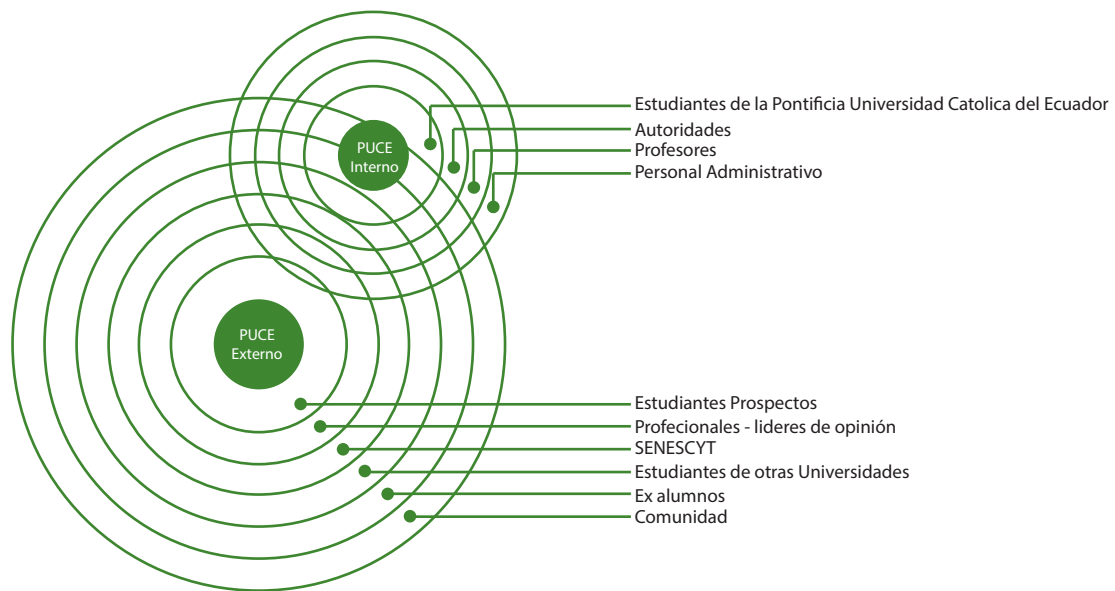 PUCE
Interno
Estudiantes de la Pontificia Universidad Catolica del Ecuador
Autoridades
Profesores
Personal Administrativo
PUCE
Externo
Estudiantes Prospectos
Profecionales - lideres de opinión
SENESCYT
Estudiantes de otras Universidades
Ex alumnos
Comunidad